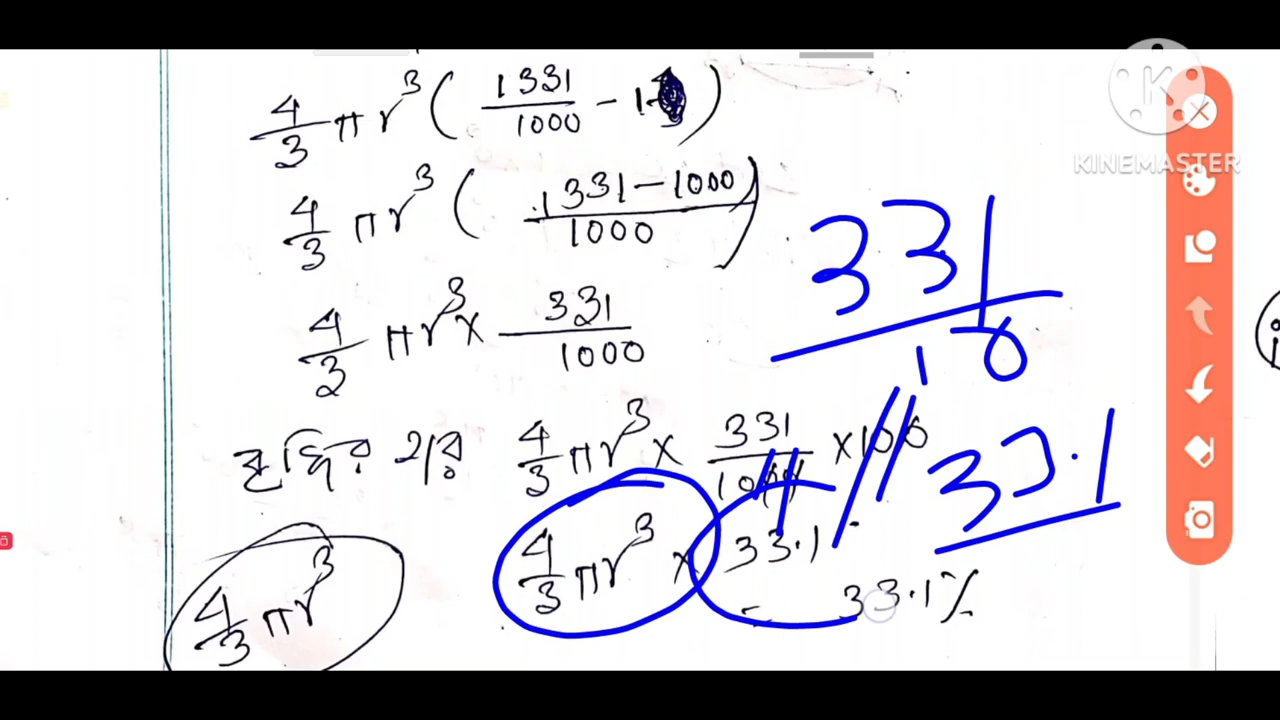 4/3 πr³ ( 1331/1000 - 1 )
KINEMASTER
4/3 πr³ ( 1331-1000/1000 )
331/10
4/3 πr³ × 331/1000
বৃদ্ধির হার 4/3 πr³ × 331/1000 × 100
33.1
4/3 πr³ × 33.1
4/3 πr³
= 33.1%